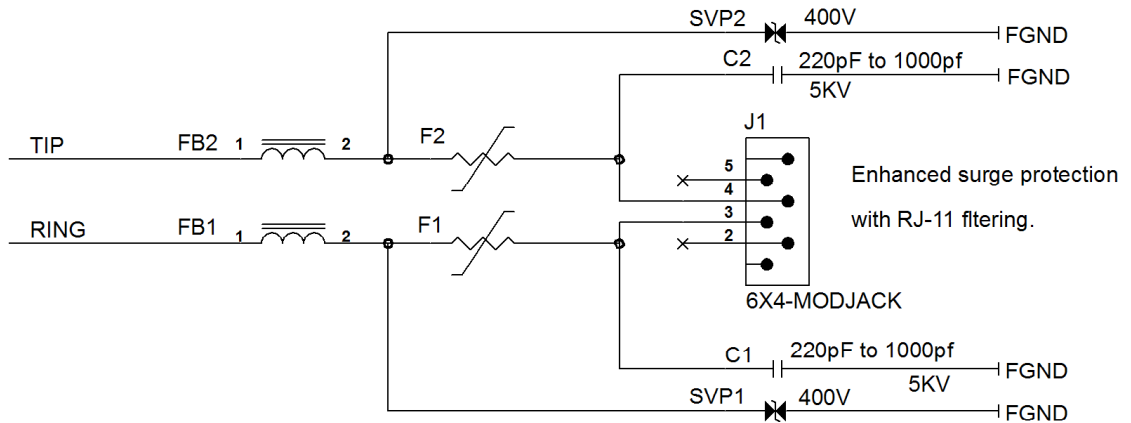 SVP2 400V FGND
C2 220pF to 1000pf FGND
5KV
J1
TIP FB2 1 2 F2
5
4
3
2
Enhanced surge protection
with RJ-11 fltering.
RING FB1 1 2 F1
6X4-MODJACK
C1 220pF to 1000pf FGND
5KV
SVP1 400V FGND